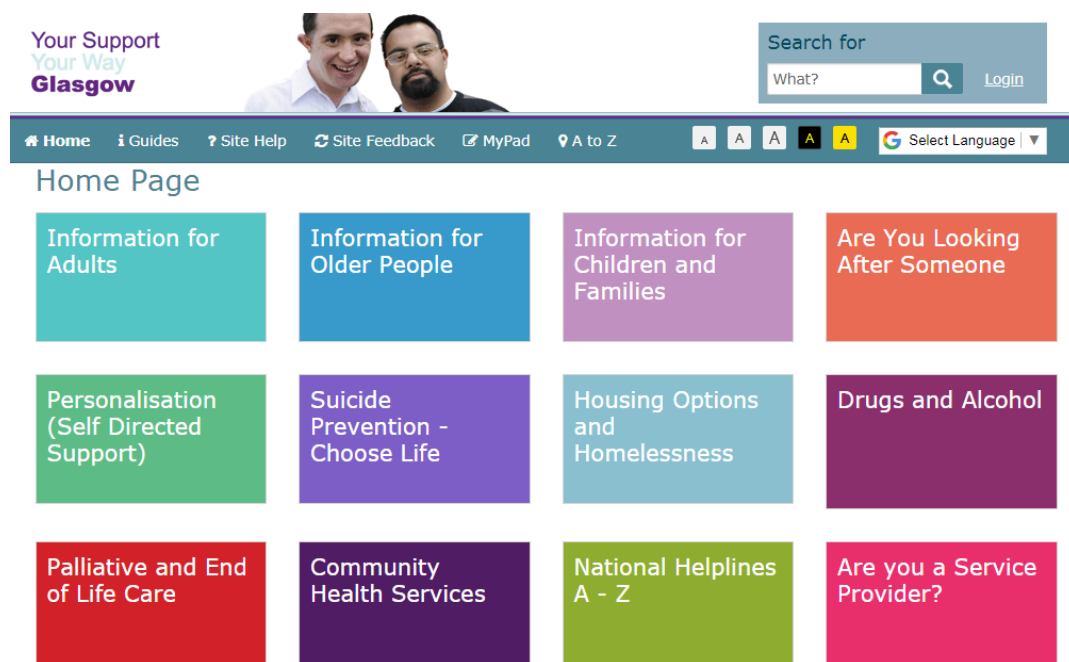 Your Support
Your Way
Glasgow
Search for
What?
Login
Home
Guides
? Site Help
Site Feedback
MyPad
A to Z
A A A A A
G Select Language ▼
Home Page
Information for
Adults
Information for
Older People
Information for
Children and
Families
Are You Looking
After Someone
Personalisation
(Self Directed
Support)
Suicide
Prevention -
Choose Life
Housing Options
and
Homelessness
Drugs and Alcohol
Palliative and End
of Life Care
Community
Health Services
National Helplines
A - Z
Are you a Service
Provider?